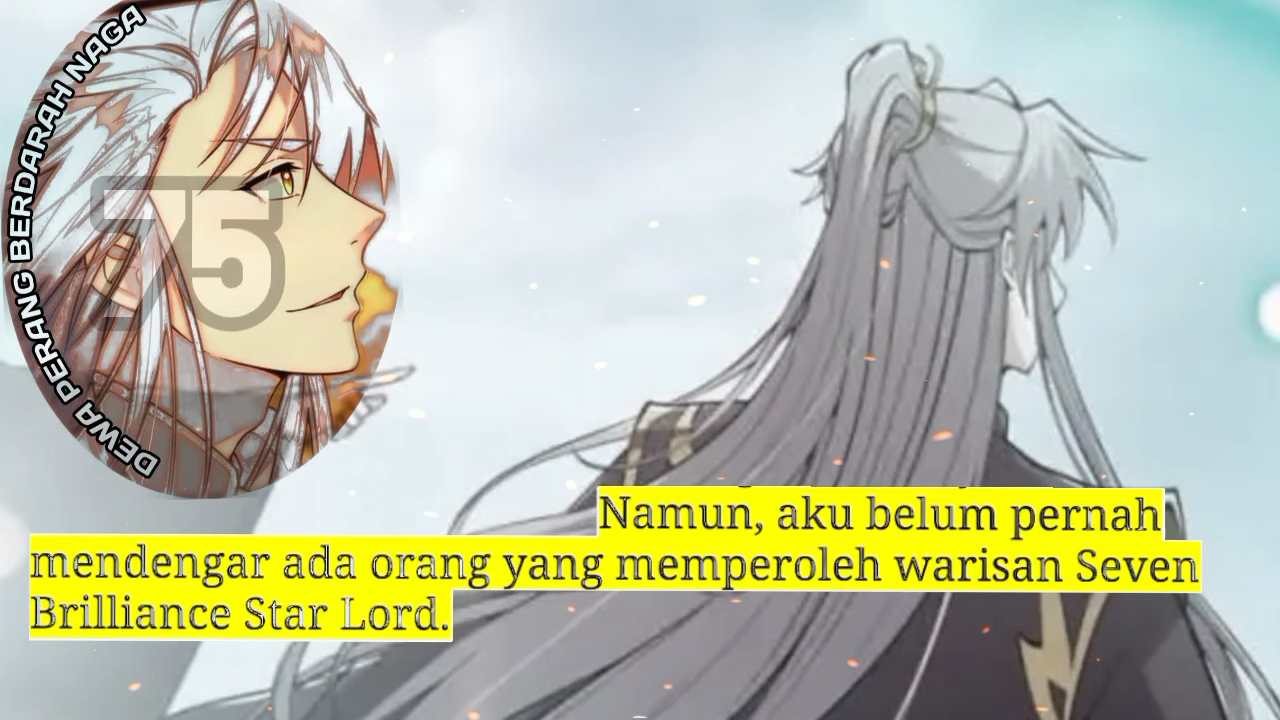 DEWA PERANG BERDARAH NAGA
75
Namun, aku belum pernah
mendengar ada orang yang memperoleh warisan Seven
Brilliance Star Lord.